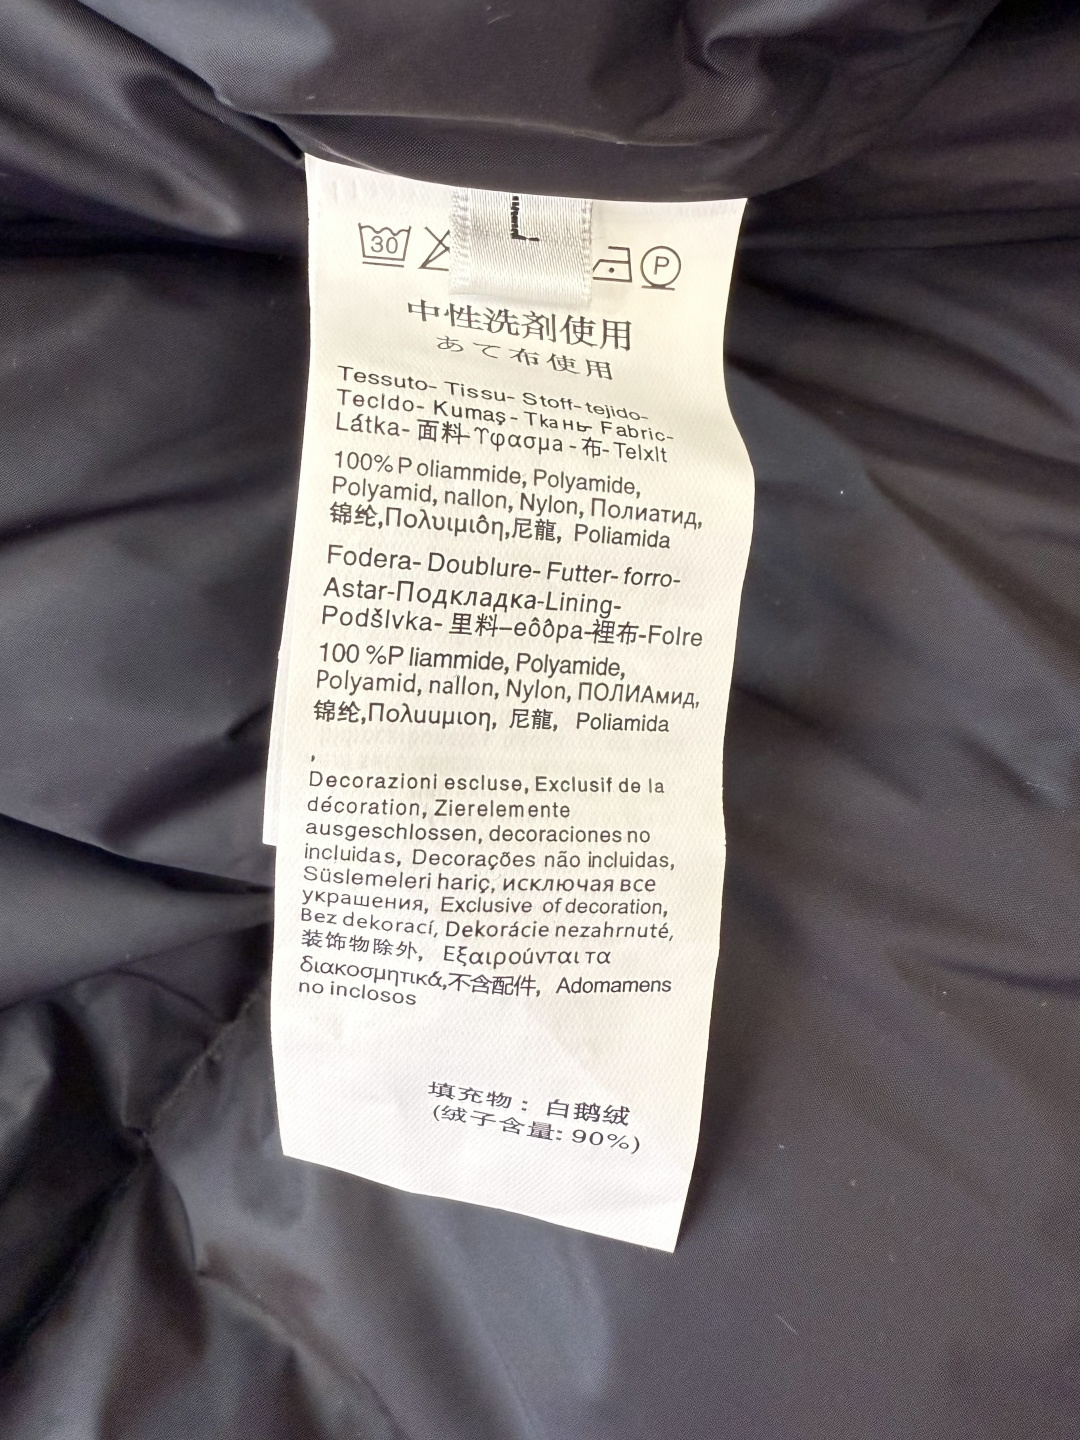 L
30
P
中性洗剤使用
あて布使用
Tessuto- Tissu- Stoff- tejido-
Tecldo- Kumaş- Ткань- Fabric-
Látka- 面料-Υφασμα-布- Telxlt
100%P oliammide, Polyamide,
Polyamid, nallon, Nylon, Полиатид,
锦纶,Πολυιμιôη,尼龍, Poliamida
Fodera- Doublure- Futter- forro-
Astar-Подкладка-Lining-
Podšlvka- 里料–eôôρa-裡布-Folre
100 %P liammide, Polyamide,
Polyamid, nallon, Nylon, ПОЛИАмид,
锦纶,Πολuuμιοη, 尼龍, Poliamida
,
Decorazioni escluse, Exclusif de la
décoration, Zierelemente
ausgeschlossen, decoraciones no
incluidas, Decorações não incluidas,
Süslemeleri hariç, исключая все
украшения, Exclusive of decoration,
Bez dekorací, Dekorácie nezahrnuté,
装饰物除外, Εξαιρούνται τα
διακοσμητικά,不含配件, Adomamens
no inclosos
填充物：白鹅绒
(绒子含量: 90%)